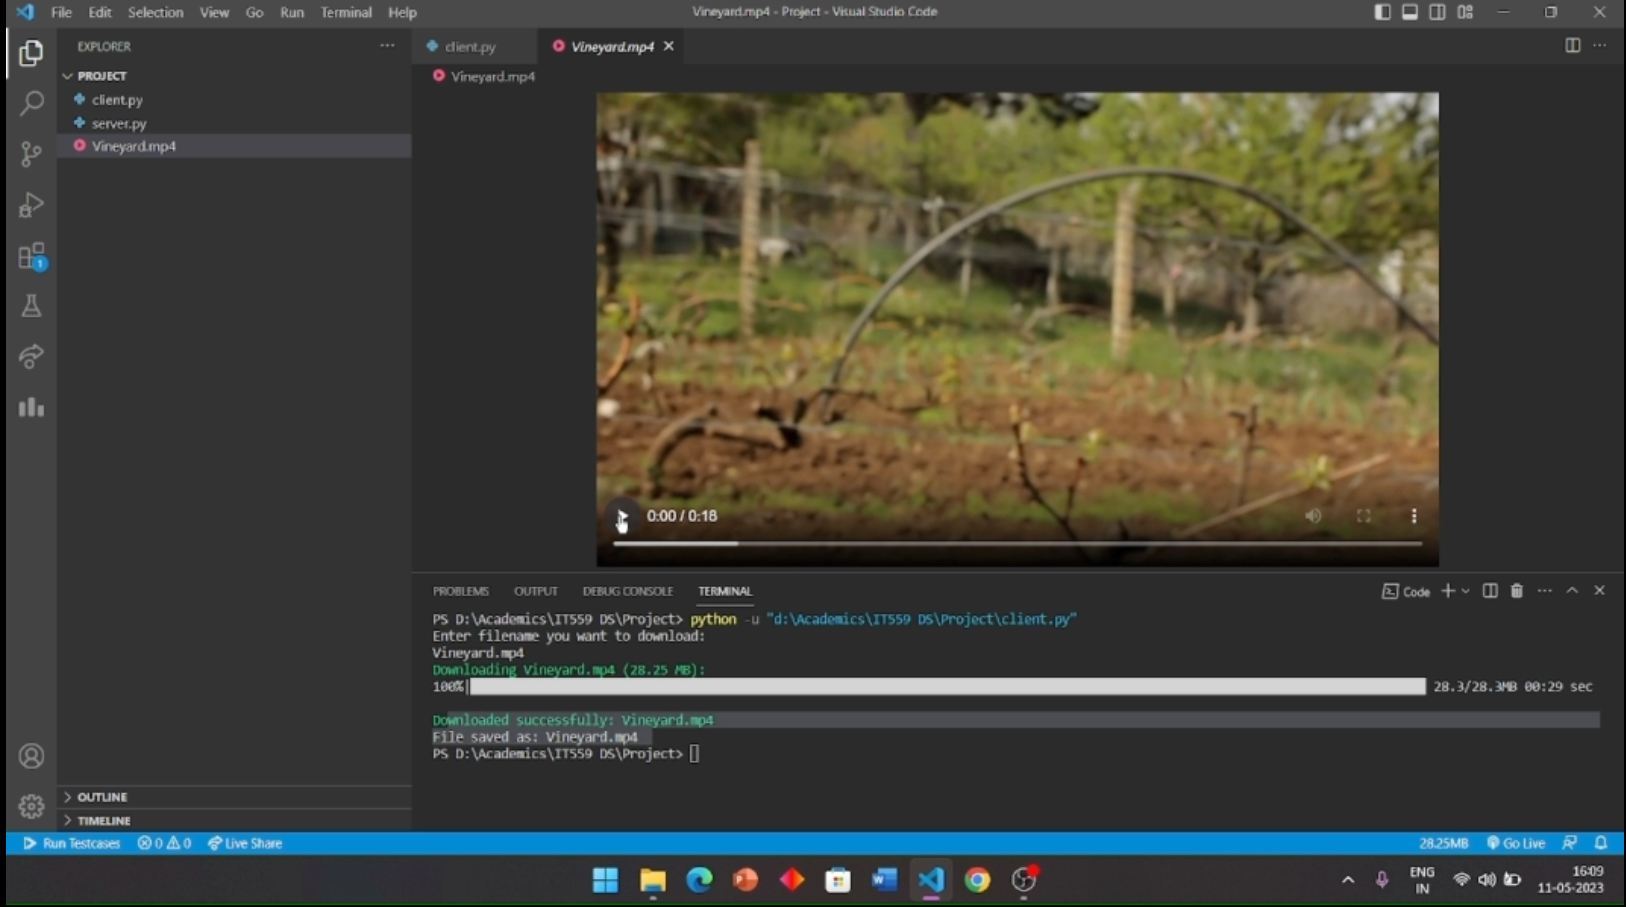 File Edit Selection View Go Run Terminal Help
Vineyard.mp4 - Project - Visual Studio Code
EXPLORER
PROJECT
client.py
server.py
Vineyard.mp4
client.py
Vineyard.mp4
Vineyard.mp4
0:00 / 0:18
PROBLEMS OUTPUT DEBUG CONSOLE TERMINAL
Code
PS D:\Academics\IT559 DS\Project> python -u "d:\Academics\IT559 DS\Project\client.py"
Enter filename you want to download:
Vineyard.mp4
Downloading Vineyard.mp4 (28.25 MB):
100%| 28.3/28.3MB 00:29 sec
Downloaded successfully: Vineyard.mp4
File saved as: Vineyard.mp4
PS D:\Academics\IT559 DS\Project>
OUTLINE
TIMELINE
1
Run Testcases 0 0 Live Share
28.25MB Go Live
ENG
IN
16:09
11-05-2023